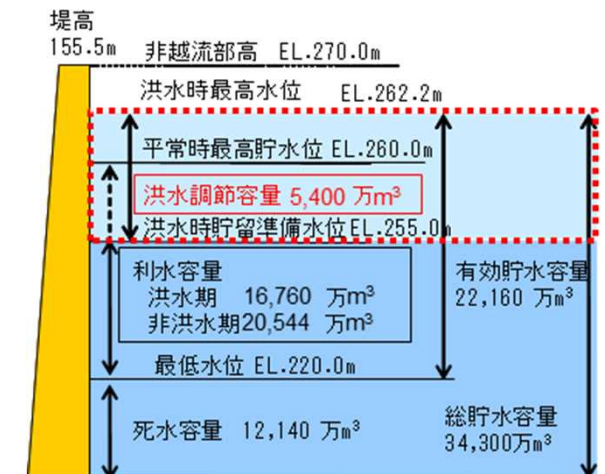 堤高
155.5m
非越流部高 EL.270.0m
洪水時最高水位 EL.262.2m
平常時最高貯水位 EL.260.0m
洪水調節容量 5,400 万m³
洪水時貯留準備水位 EL.255.0m
利水容量
洪水期 16,760 万m³
非洪水期20,544 万m³
有効貯水容量
22,160 万m³
最低水位 EL.220.0m
死水容量 12,140 万m³
総貯水容量
34,300万m³